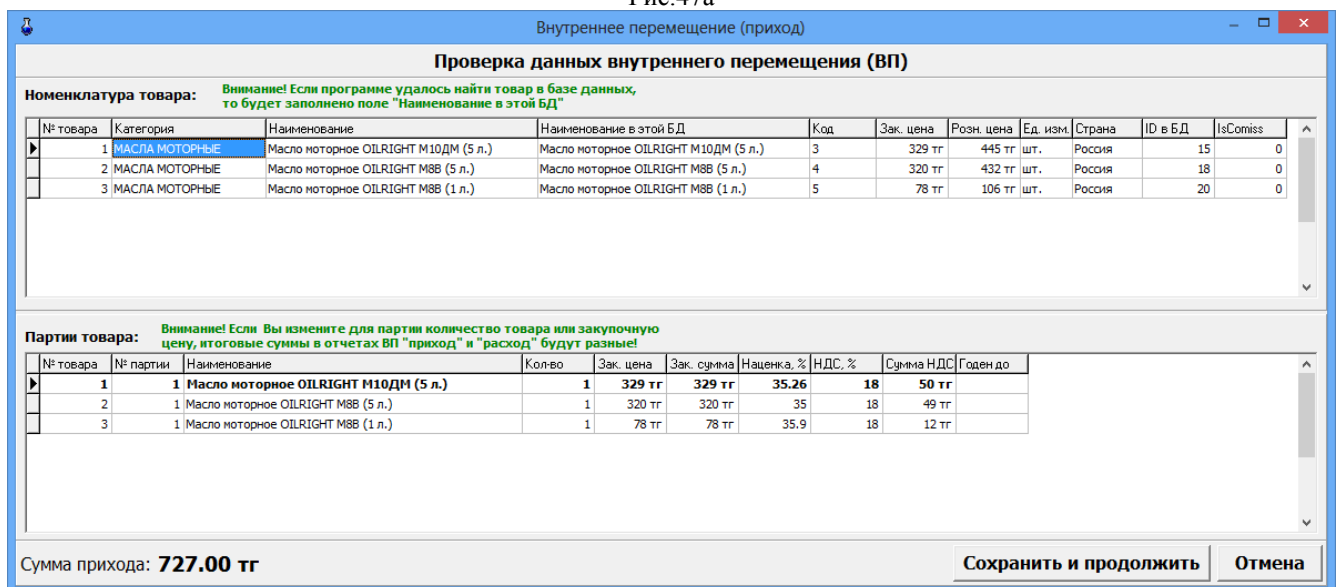 Рис.47а
Внутреннее перемещение (приход)
Проверка данных внутреннего перемещения (ВП)
Номенклатура товара: Внимание! Если программе удалось найти товар в базе данных,
то будет заполнено поле "Наименование в этой БД"
№ товара Категория Наименование Наименование в этой БД Код Зак. цена Розн. цена Ед. изм. Страна ID в БД IsComiss
1 МАСЛА МОТОРНЫЕ Масло моторное OILRIGHT М10ДМ (5 л.) Масло моторное OILRIGHT М10ДМ (5 л.) 3 329 тг 445 тг шт. Россия 15 0
2 МАСЛА МОТОРНЫЕ Масло моторное OILRIGHT М8В (5 л.) Масло моторное OILRIGHT М8В (5 л.) 4 320 тг 432 тг шт. Россия 18 0
3 МАСЛА МОТОРНЫЕ Масло моторное OILRIGHT М8В (1 л.) Масло моторное OILRIGHT М8В (1 л.) 5 78 тг 106 тг шт. Россия 20 0
Партии товара: Внимание! Если Вы измените для партии количество товара или закупочную
цену, итоговые суммы в отчетах ВП "приход" и "расход" будут разные!
№ товара № партии Наименование Кол-во Зак. цена Зак. сумма Наценка, % НДС, % Сумма НДС Годен до
1 1 Масло моторное OILRIGHT М10ДМ (5 л.) 1 329 тг 329 тг 35.26 18 50 тг
2 1 Масло моторное OILRIGHT М8В (5 л.) 1 320 тг 320 тг 35 18 49 тг
3 1 Масло моторное OILRIGHT М8В (1 л.) 1 78 тг 78 тг 35.9 18 12 тг
Сумма прихода: 727.00 тг Сохранить и продолжить Отмена